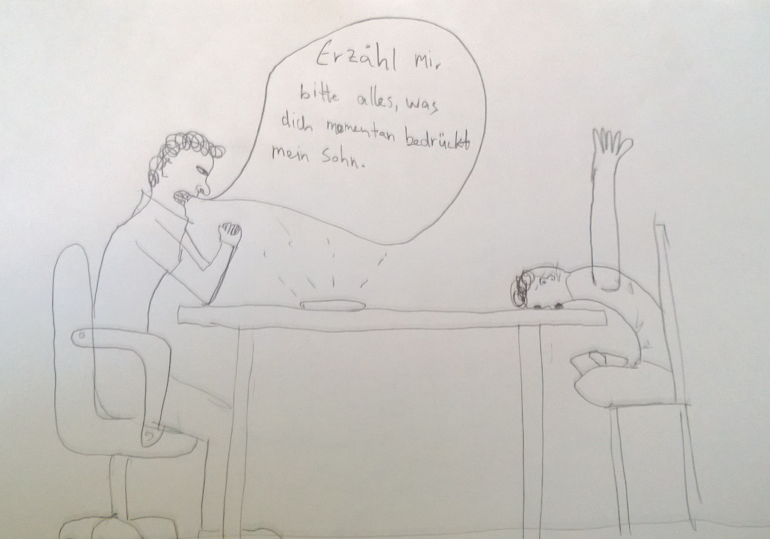 Erzähl mir
bitte alles, was
dich momentan bedrückt
mein Sohn.